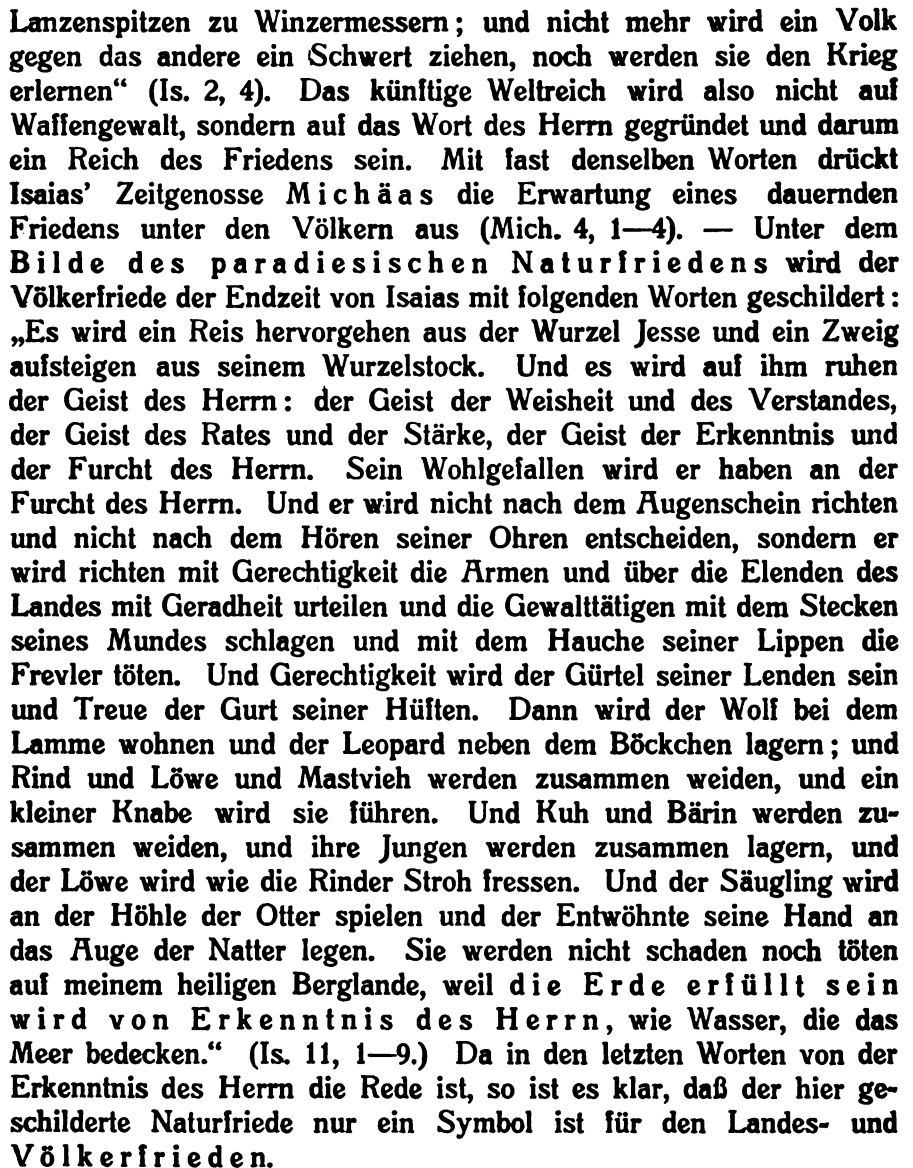 Lanzenspitzen zu Winzermessern; und nicht mehr wird ein Volk
gegen das andere ein Schwert ziehen, noch werden sie den Krieg
erlernen“ (Is. 2, 4). Das künftige Weltreich wird also nicht auf
Waffengewalt, sondern auf das Wort des Herrn gegründet und darum
ein Reich des Friedens sein. Mit fast denselben Worten drückt
Isaias’ Zeitgenosse Michäas die Erwartung eines dauernden
Friedens unter den Völkern aus (Mich. 4, 1—4). — Unter dem
Bilde des paradiesischen Naturfriedens wird der
Völkerfriede der Endzeit von Isaias mit folgenden Worten geschildert:
„Es wird ein Reis hervorgehen aus der Wurzel Jesse und ein Zweig
aufsteigen aus seinem Wurzelstock. Und es wird auf ihm ruhen
der Geist des Herrn: der Geist der Weisheit und des Verstandes,
der Geist des Rates und der Stärke, der Geist der Erkenntnis und
der Furcht des Herrn. Sein Wohlgefallen wird er haben an der
Furcht des Herrn. Und er wird nicht nach dem Augenschein richten
und nicht nach dem Hören seiner Ohren entscheiden, sondern er
wird richten mit Gerechtigkeit die Armen und über die Elenden des
Landes mit Geradheit urteilen und die Gewalttätigen mit dem Stecken
seines Mundes schlagen und mit dem Hauche seiner Lippen die
Frevler töten. Und Gerechtigkeit wird der Gürtel seiner Lenden sein
und Treue der Gurt seiner Hüften. Dann wird der Wolf bei dem
Lamme wohnen und der Leopard neben dem Böckchen lagern; und
Rind und Löwe und Mastvieh werden zusammen weiden, und ein
kleiner Knabe wird sie führen. Und Kuh und Bärin werden zu-
sammen weiden, und ihre Jungen werden zusammen lagern, und
der Löwe wird wie die Rinder Stroh fressen. Und der Säugling wird
an der Höhle der Otter spielen und der Entwöhnte seine Hand an
das Auge der Natter legen. Sie werden nicht schaden noch töten
auf meinem heiligen Berglande, weil die Erde erfüllt sein
wird von Erkenntnis des Herrn, wie Wasser, die das
Meer bedecken.“ (Is. 11, 1—9.) Da in den letzten Worten von der
Erkenntnis des Herrn die Rede ist, so ist es klar, daß der hier ge-
schilderte Naturfriede nur ein Symbol ist für den Landes- und
Völkerfrieden.